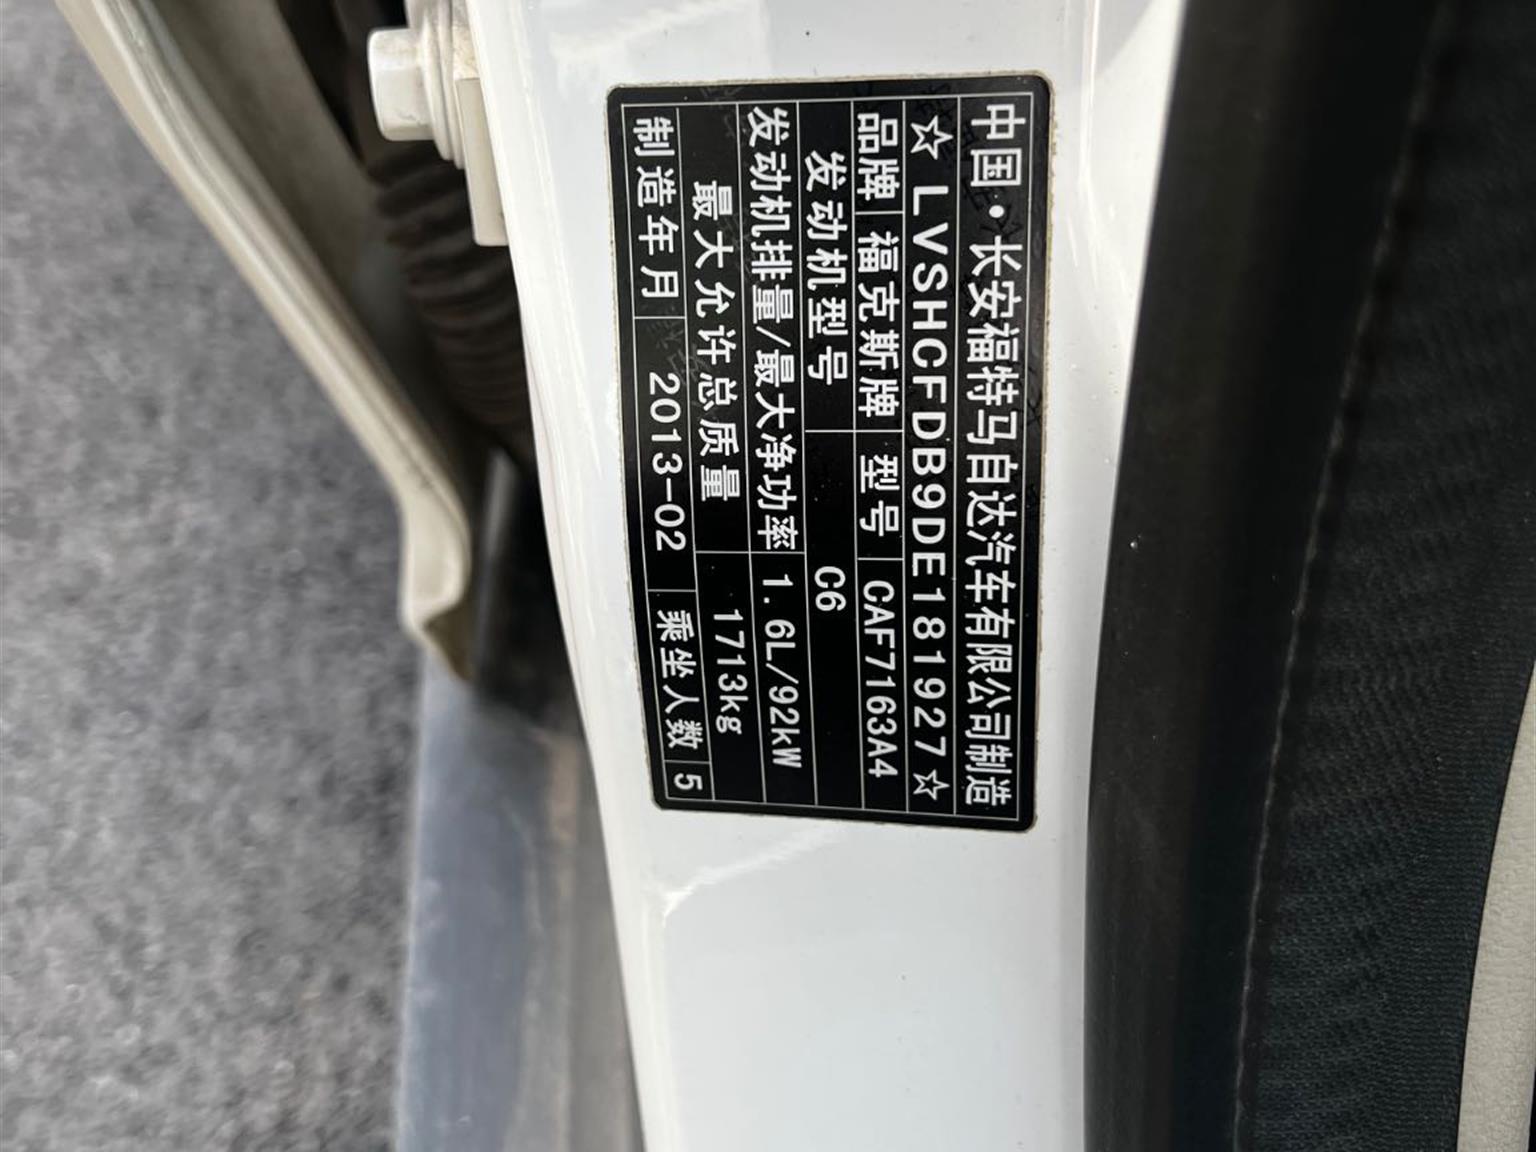 中国·长安福特马自达汽车有限公司制造
☆LVSHCFDB9DE181927☆
品牌 福克斯牌 型号 CAF7163A4
发动机型号 C6
发动机排量/最大净功率 1.6L/92kW
最大允许总质量 1713kg
制造年月 2013-02 乘坐人数 5